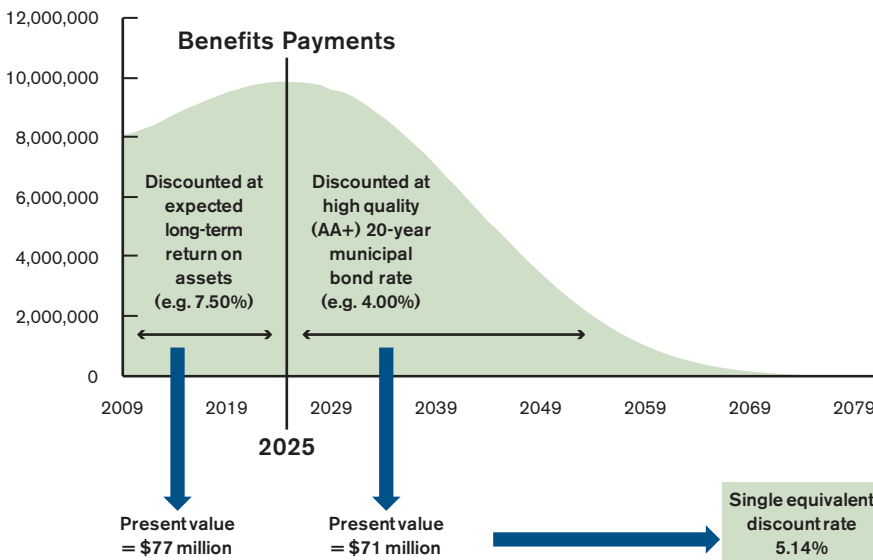 Benefits Payments
12,000,000
10,000,000
8,000,000
6,000,000
4,000,000
2,000,000
0
Discounted at
expected
long-term
return on
assets
(e.g. 7.50%)
Discounted at
high quality
(AA+) 20-year
municipal
bond rate
(e.g. 4.00%)
2009 2019 2029 2039 2049 2059 2069 2079
2025
Present value
= $77 million
Present value
= $71 million
Single equivalent
discount rate
5.14%